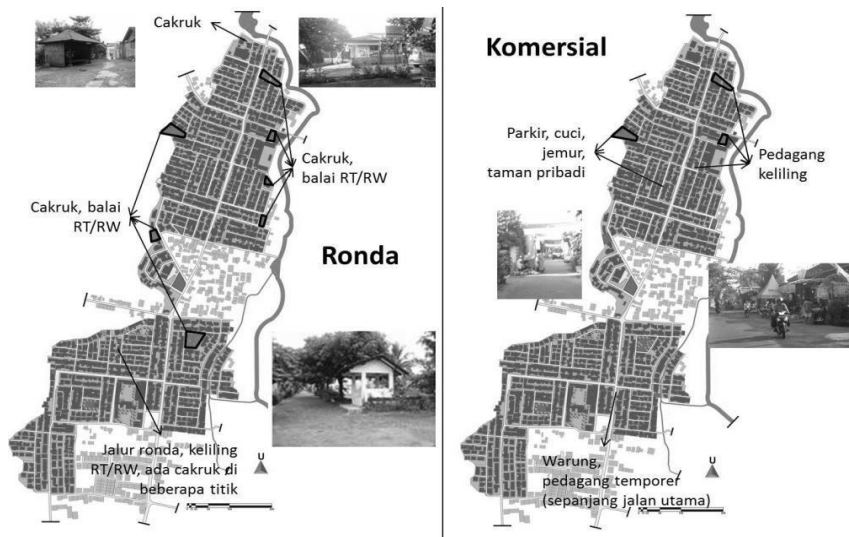 Cakruk
Cakruk,
balai RT/RW
Cakruk, balai
RT/RW
Ronda
Jalur ronda, keliling
RT/RW, ada cakruk di
beberapa titik
U
Komersial
Parkir, cuci,
jemur,
taman pribadi
Pedagang
keliling
Warung,
pedagang temporer
(sepanjang jalan utama)
U